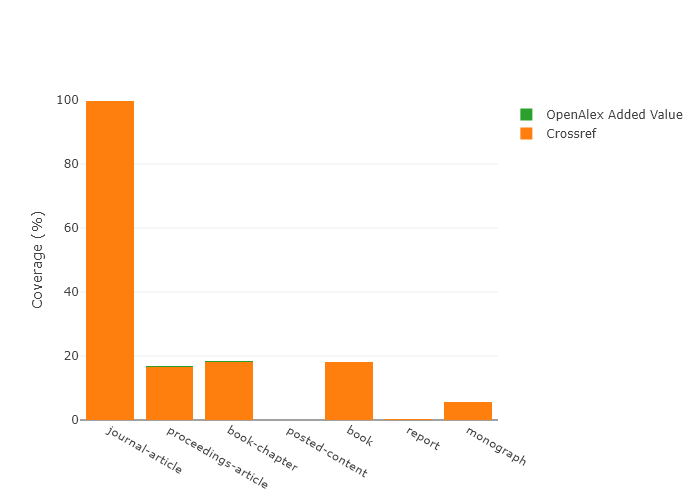 OpenAlex Added Value
Crossref
Coverage (%)
100
80
60
40
20
0
journal-article
proceedings-article
book-chapter
posted-content
book
report
monograph